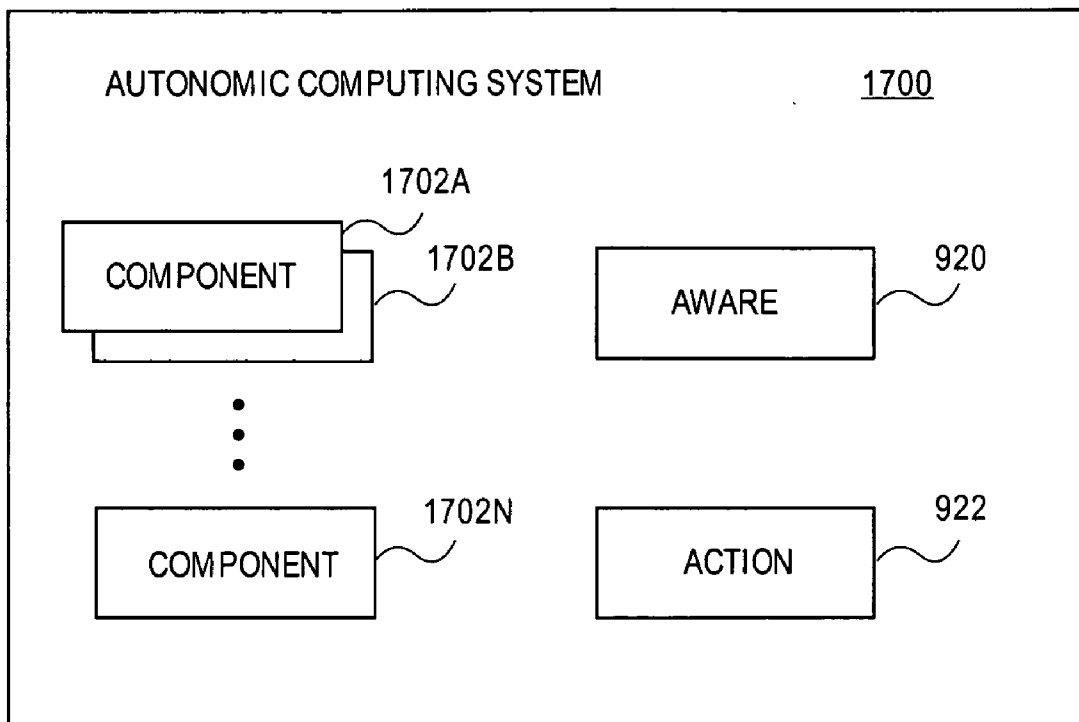 AUTONOMIC COMPUTING SYSTEM 1700
1702A
COMPONENT
1702B
920
AWARE
1702N
COMPONENT
922
ACTION